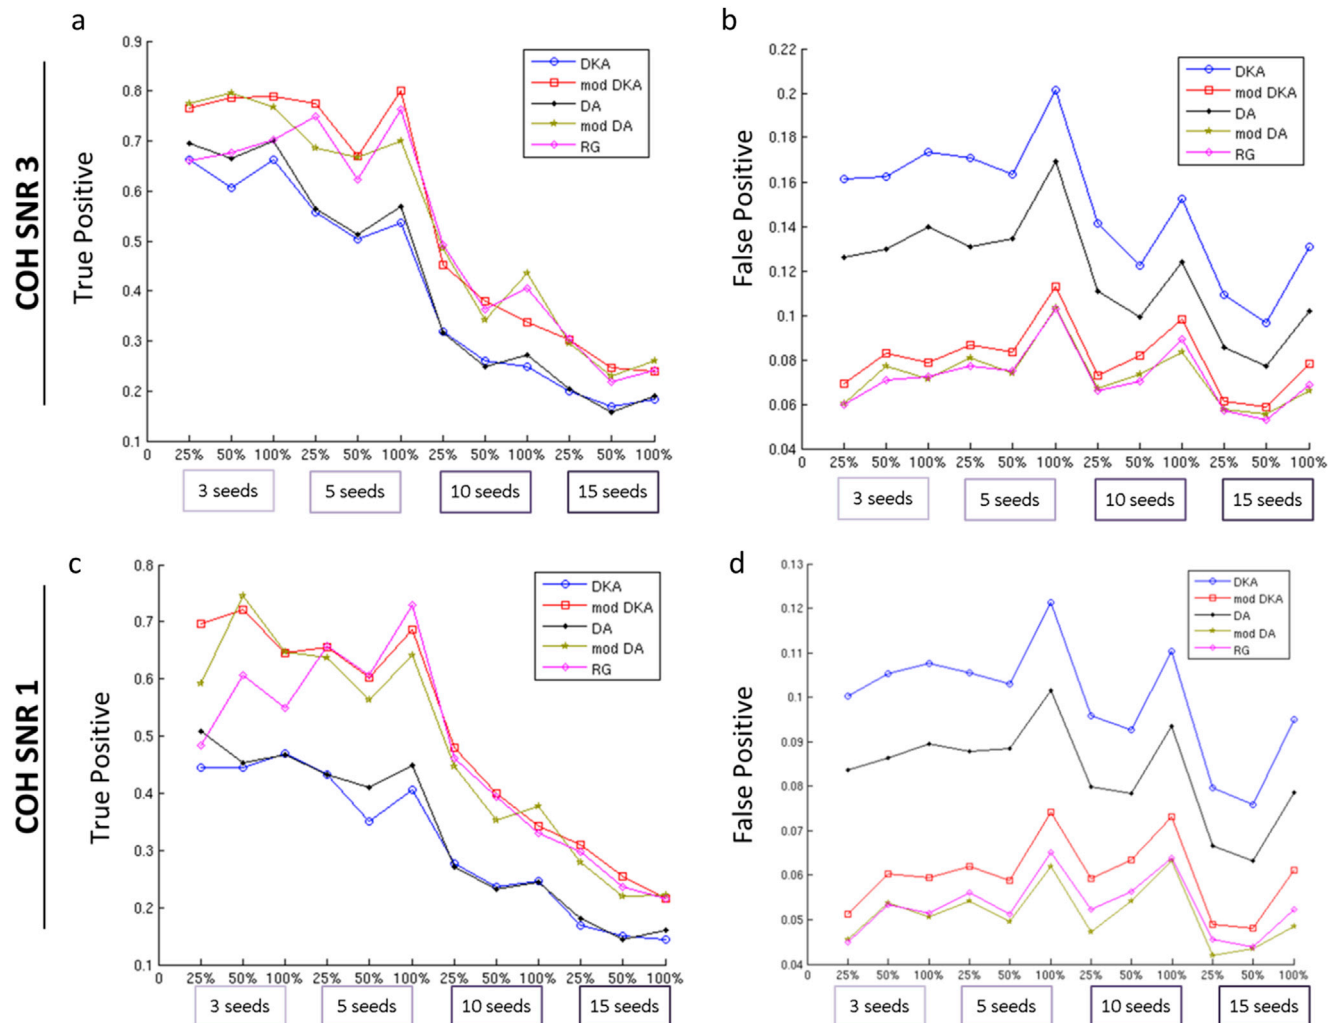 a
COH SNR 3
True Positive
0.9
0.8
0.7
0.6
0.5
0.4
0.3
0.2
0.1
DKA
mod DKA
DA
mod DA
RG
0 25% 50% 100% 25% 50% 100% 25% 50% 100% 25% 50% 100%
3 seeds 5 seeds 10 seeds 15 seeds
b
False Positive
0.22
0.2
0.18
0.16
0.14
0.12
0.1
0.08
0.06
0.04
DKA
mod DKA
DA
mod DA
RG
0 25% 50% 100% 25% 50% 100% 25% 50% 100% 25% 50% 100%
3 seeds 5 seeds 10 seeds 15 seeds
c
COH SNR 1
True Positive
0.8
0.7
0.6
0.5
0.4
0.3
0.2
0.1
DKA
mod DKA
DA
mod DA
RG
0 25% 50% 100% 25% 50% 100% 25% 50% 100% 25% 50% 100%
3 seeds 5 seeds 10 seeds 15 seeds
d
False Positive
0.13
0.12
0.11
0.1
0.09
0.08
0.07
0.06
0.05
0.04
DKA
mod DKA
DA
mod DA
RG
0 25% 50% 100% 25% 50% 100% 25% 50% 100% 25% 50% 100%
3 seeds 5 seeds 10 seeds 15 seeds